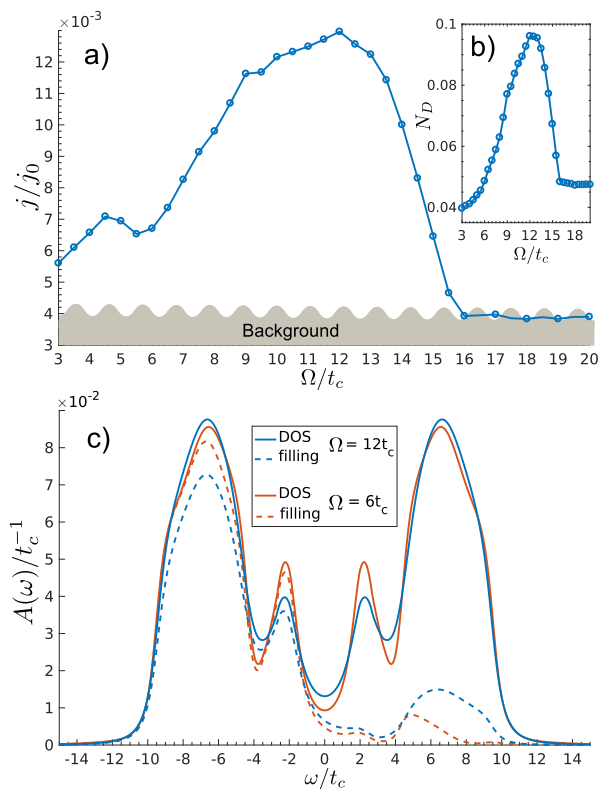 ×10⁻³
a)
12
11
10
9
8
7
6
5
4
3
j/j₀
Background
3 4 5 6 7 8 9 10 11 12 13 14 15 16 17 18 19 20
Ω/t_c
b)
0.1
0.08
0.06
0.04
N_D
3 6 9 12 15 18
Ω/t_c
×10⁻²
c)
8
7
6
5
4
3
2
1
0
A(ω)/t_c⁻¹
DOS
filling
Ω = 12t_c
DOS
filling
Ω = 6t_c
-14 -12 -10 -8 -6 -4 -2 0 2 4 6 8 10 12 14
ω/t_c